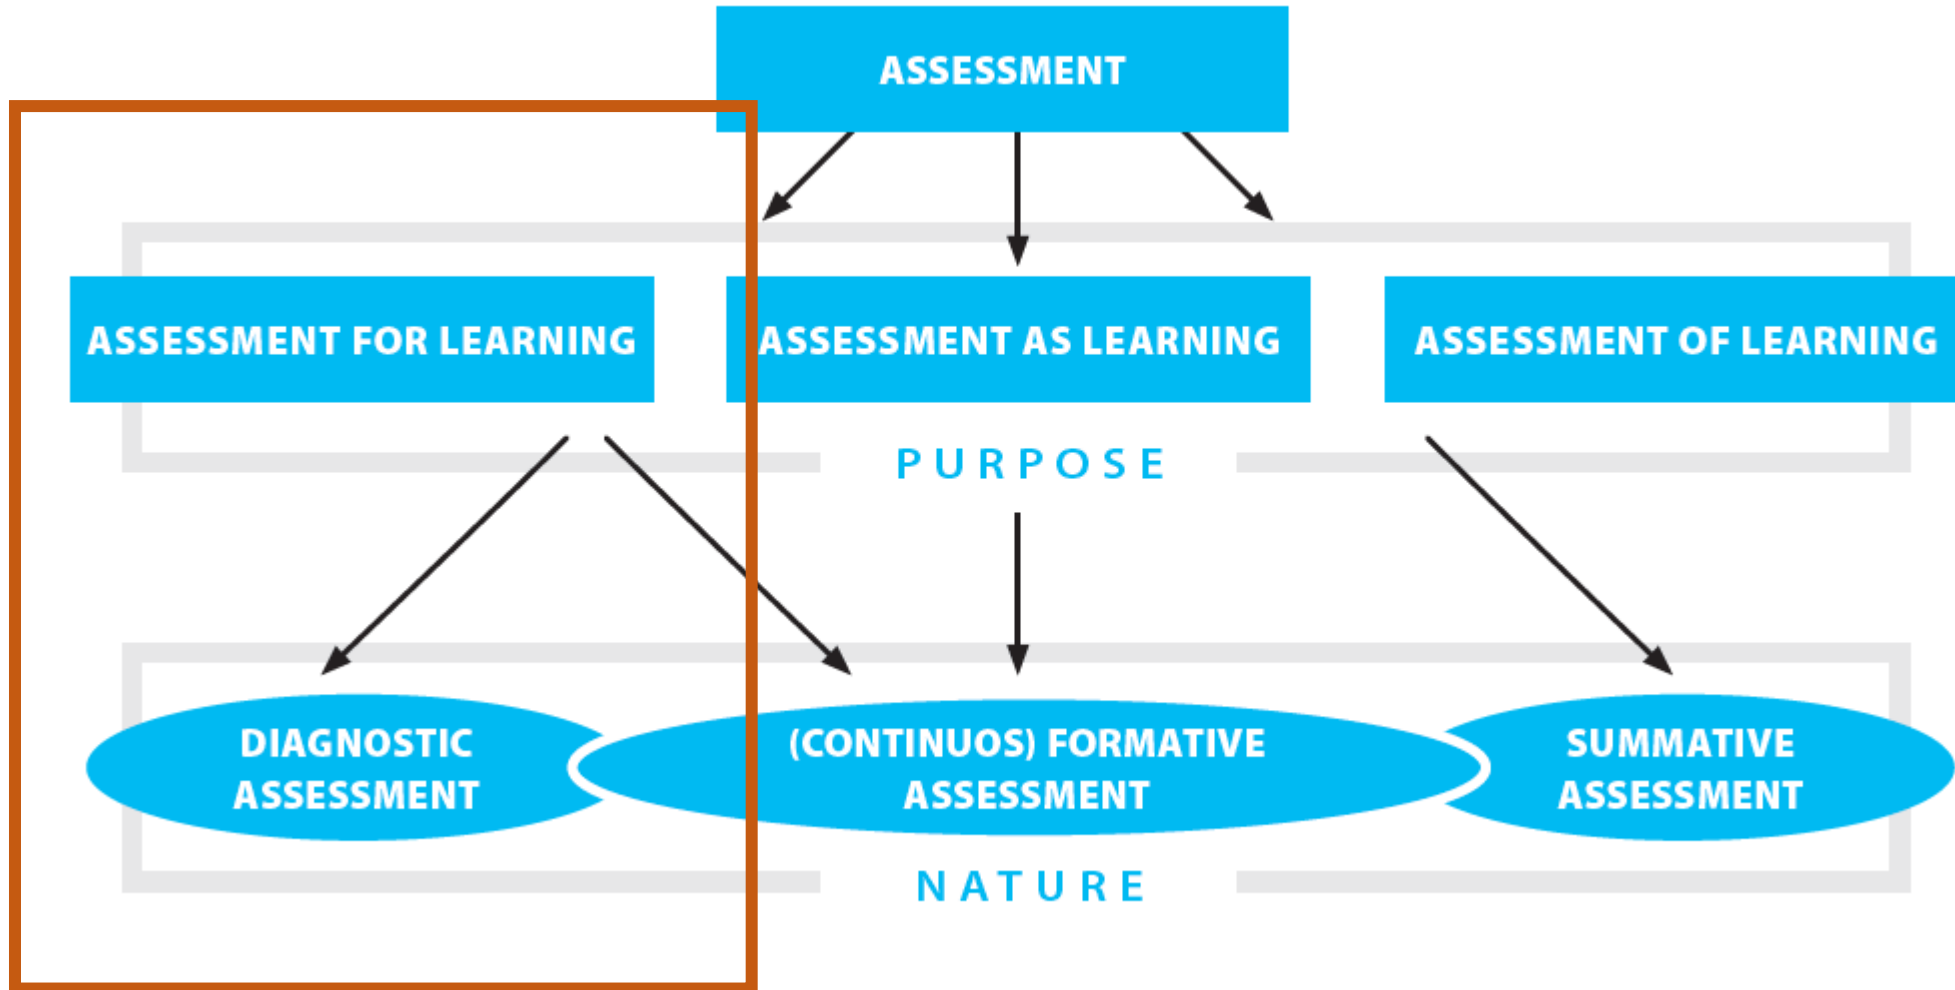 ASSESSMENT
ASSESSMENT FOR LEARNING
ASSESSMENT AS LEARNING
ASSESSMENT OF LEARNING
PURPOSE
DIAGNOSTIC
ASSESSMENT
(CONTINUOS) FORMATIVE
ASSESSMENT
SUMMATIVE
ASSESSMENT
NATURE